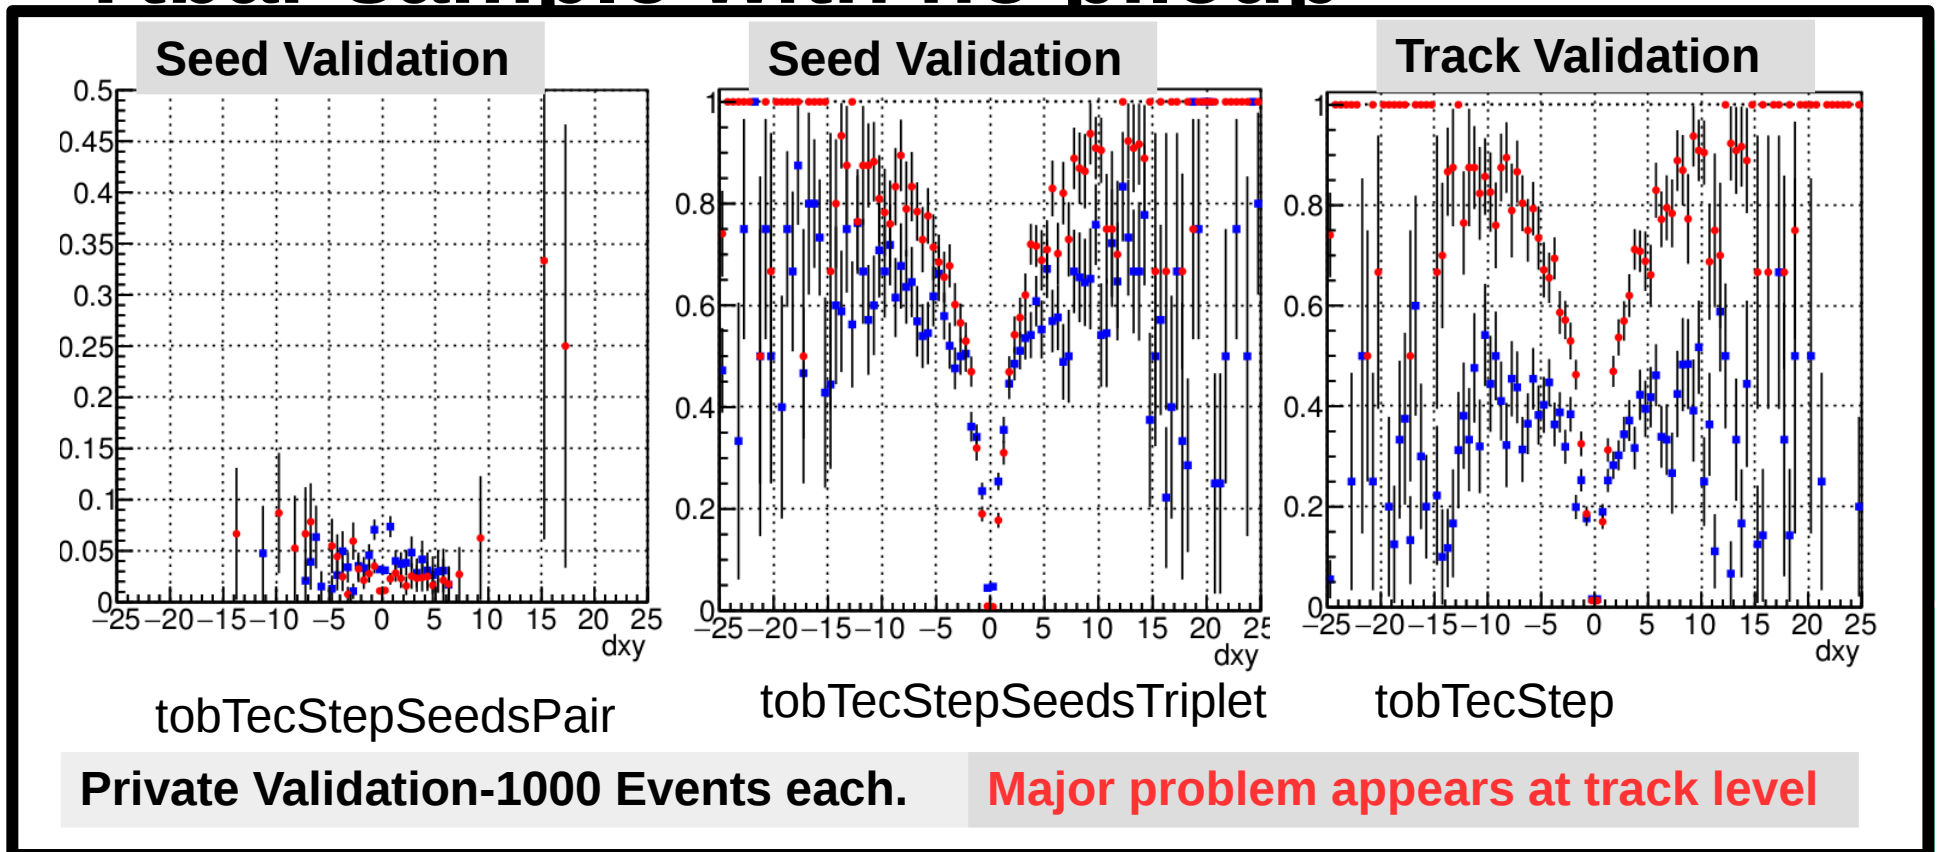 Seed Validation
Seed Validation
Track Validation
0.5
0.45
0.4
0.35
0.3
0.25
0.2
0.15
0.1
0.05
0
−25 −20 −15 −10 −5 0 5 10 15 20 25
dxy
1
0.8
0.6
0.4
0.2
0
−25 −20 −15 −10 −5 0 5 10 15 20 25
dxy
1
0.8
0.6
0.4
0.2
0
−25 −20 −15 −10 −5 0 5 10 15 20 25
dxy
tobTecStepSeedsPair
tobTecStepSeedsTriplet
tobTecStep
Private Validation-1000 Events each.
Major problem appears at track level